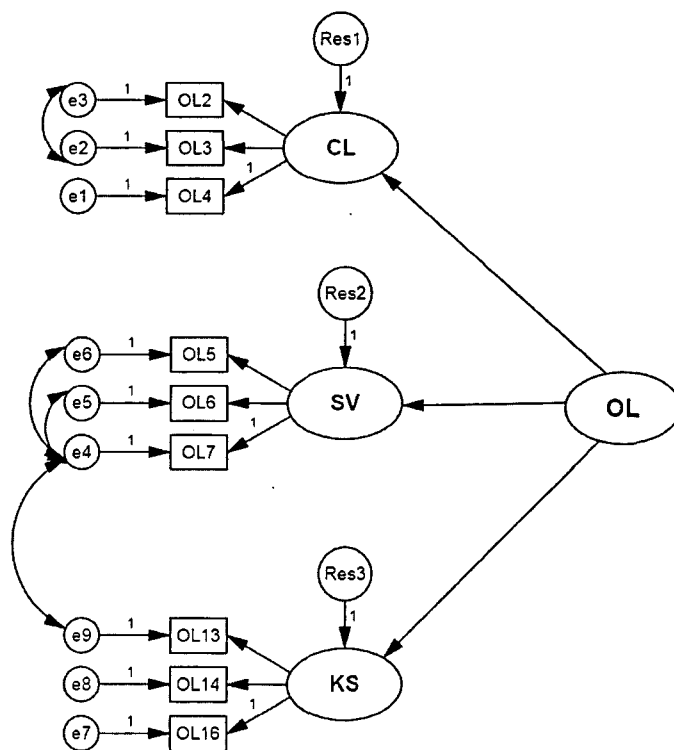 Res1
1
e3 1 OL2
e2 1 OL3 CL
e1 1 OL4 1
Res2
1
e6 1 OL5
e5 1 OL6 SV OL
e4 1 OL7 1
Res3
1
e9 1 OL13
e8 1 OL14 KS
e7 1 OL16 1